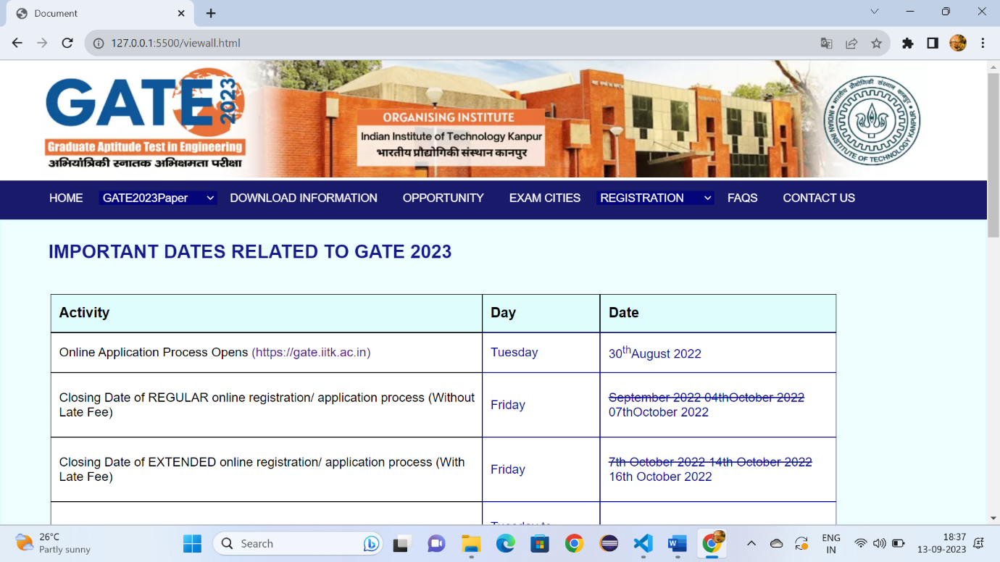 Document
127.0.0.1:5500/viewall.html
GATE 2023
Graduate Aptitude Test in Engineering
अभियांत्रिकी स्नातक अभिक्षमता परीक्षा
ORGANISING INSTITUTE
Indian Institute of Technology Kanpur
भारतीय प्रौद्योगिकी संस्थान कानपुर
भारतीय प्रौद्योगिकी संस्थान कानपुर
INDIAN INSTITUTE OF TECHNOLOGY KANPUR
HOME GATE2023Paper DOWNLOAD INFORMATION OPPORTUNITY EXAM CITIES REGISTRATION FAQS CONTACT US
IMPORTANT DATES RELATED TO GATE 2023
Activity Day Date
Online Application Process Opens (https://gate.iitk.ac.in) Tuesday 30thAugust 2022
Closing Date of REGULAR online registration/ application process (Without
Late Fee)
Friday
September 2022 04thOctober 2022
07thOctober 2022
Closing Date of EXTENDED online registration/ application process (With
Late Fee)
Friday
7th October 2022 14th October 2022
16th October 2022
Tuesday to
26°C
Partly sunny
Search
ENG
IN
18:37
13-09-2023